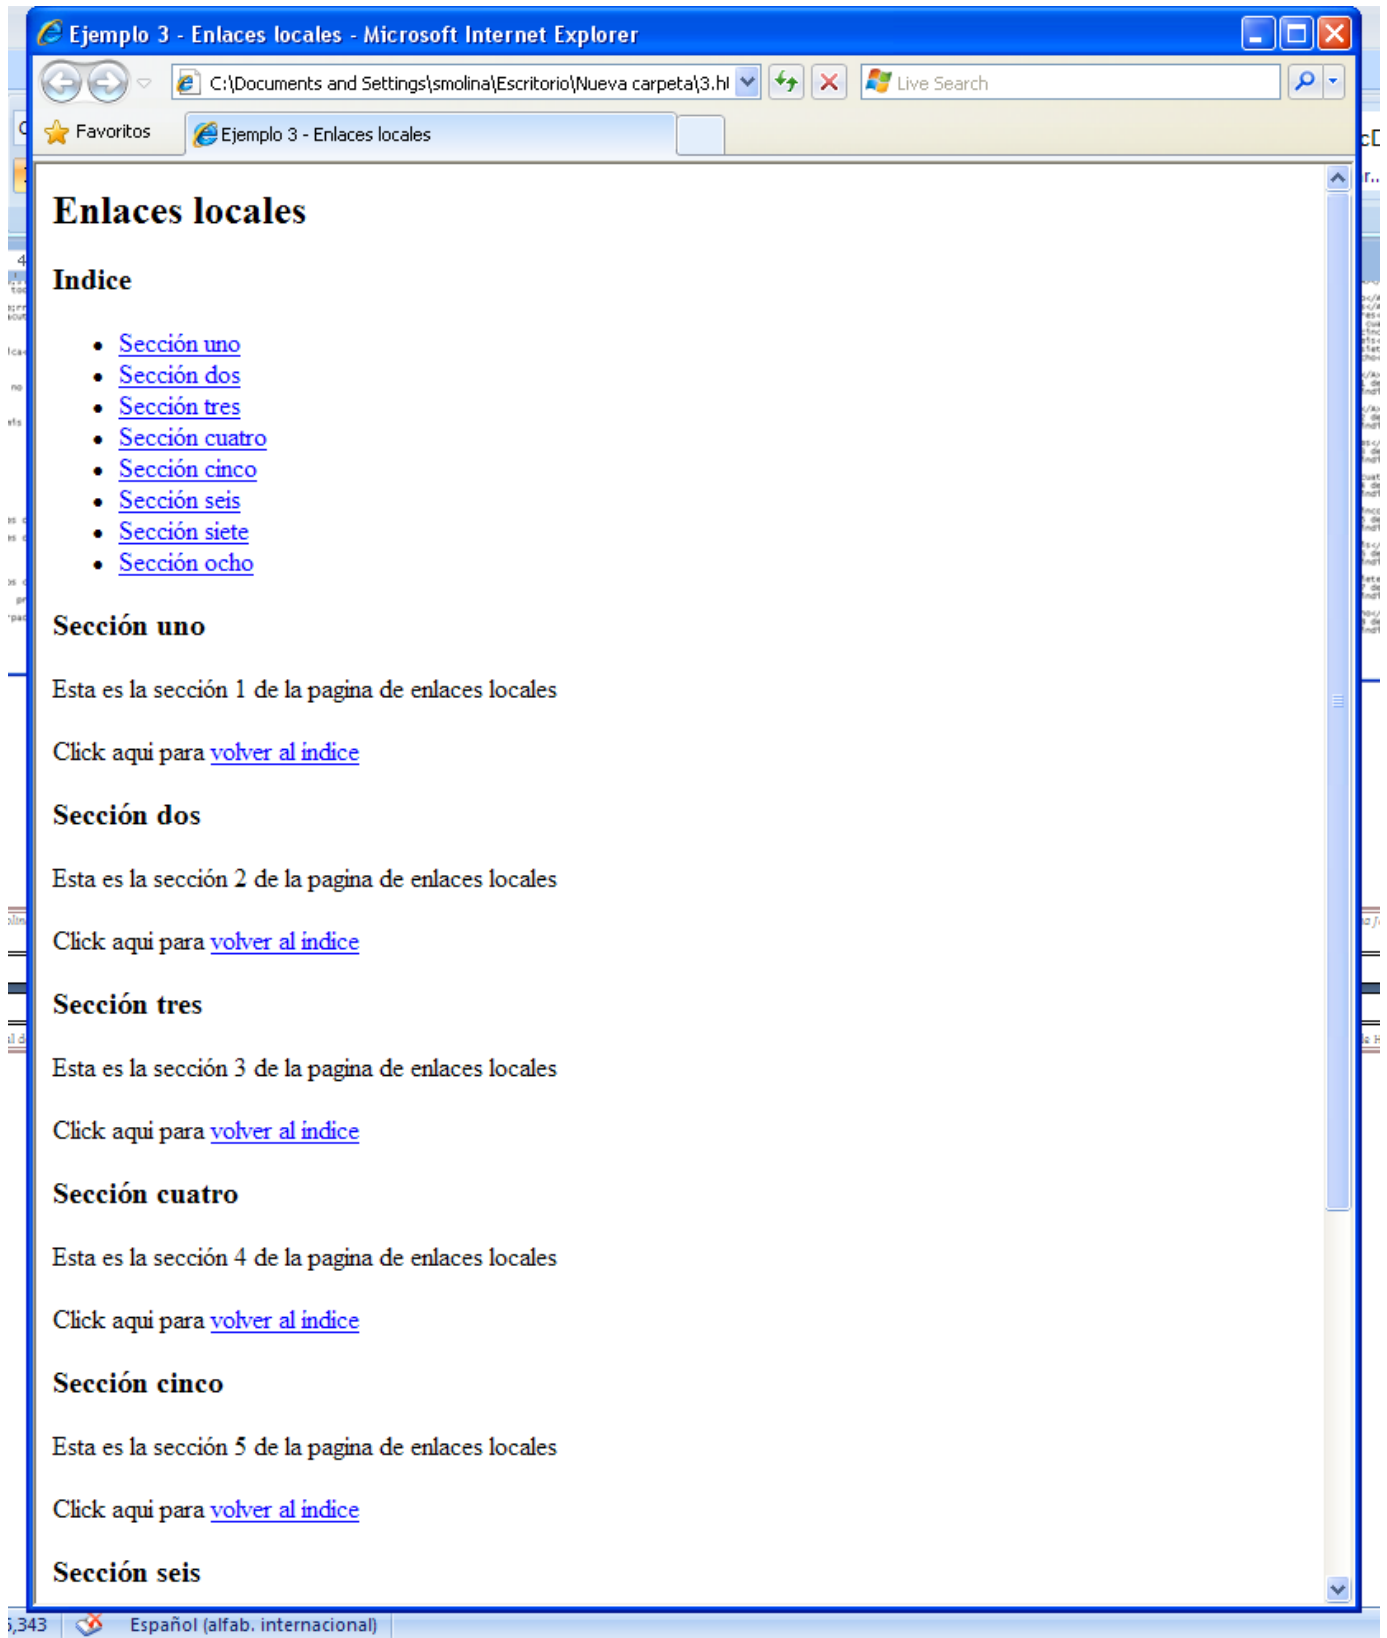 Ejemplo 3 - Enlaces locales - Microsoft Internet Explorer
C:\Documents and Settings\smolina\Escritorio\Nueva carpeta\3.hl
Live Search
Favoritos
Ejemplo 3 - Enlaces locales
Enlaces locales
Indice
• Sección uno
• Sección dos
• Sección tres
• Sección cuatro
• Sección cinco
• Sección seis
• Sección siete
• Sección ocho
Sección uno
Esta es la sección 1 de la pagina de enlaces locales
Click aqui para volver al índice
Sección dos
Esta es la sección 2 de la pagina de enlaces locales
Click aqui para volver al índice
Sección tres
Esta es la sección 3 de la pagina de enlaces locales
Click aqui para volver al índice
Sección cuatro
Esta es la sección 4 de la pagina de enlaces locales
Click aqui para volver al índice
Sección cinco
Esta es la sección 5 de la pagina de enlaces locales
Click aqui para volver al índice
Sección seis
,343 Español (alfab. internacional)